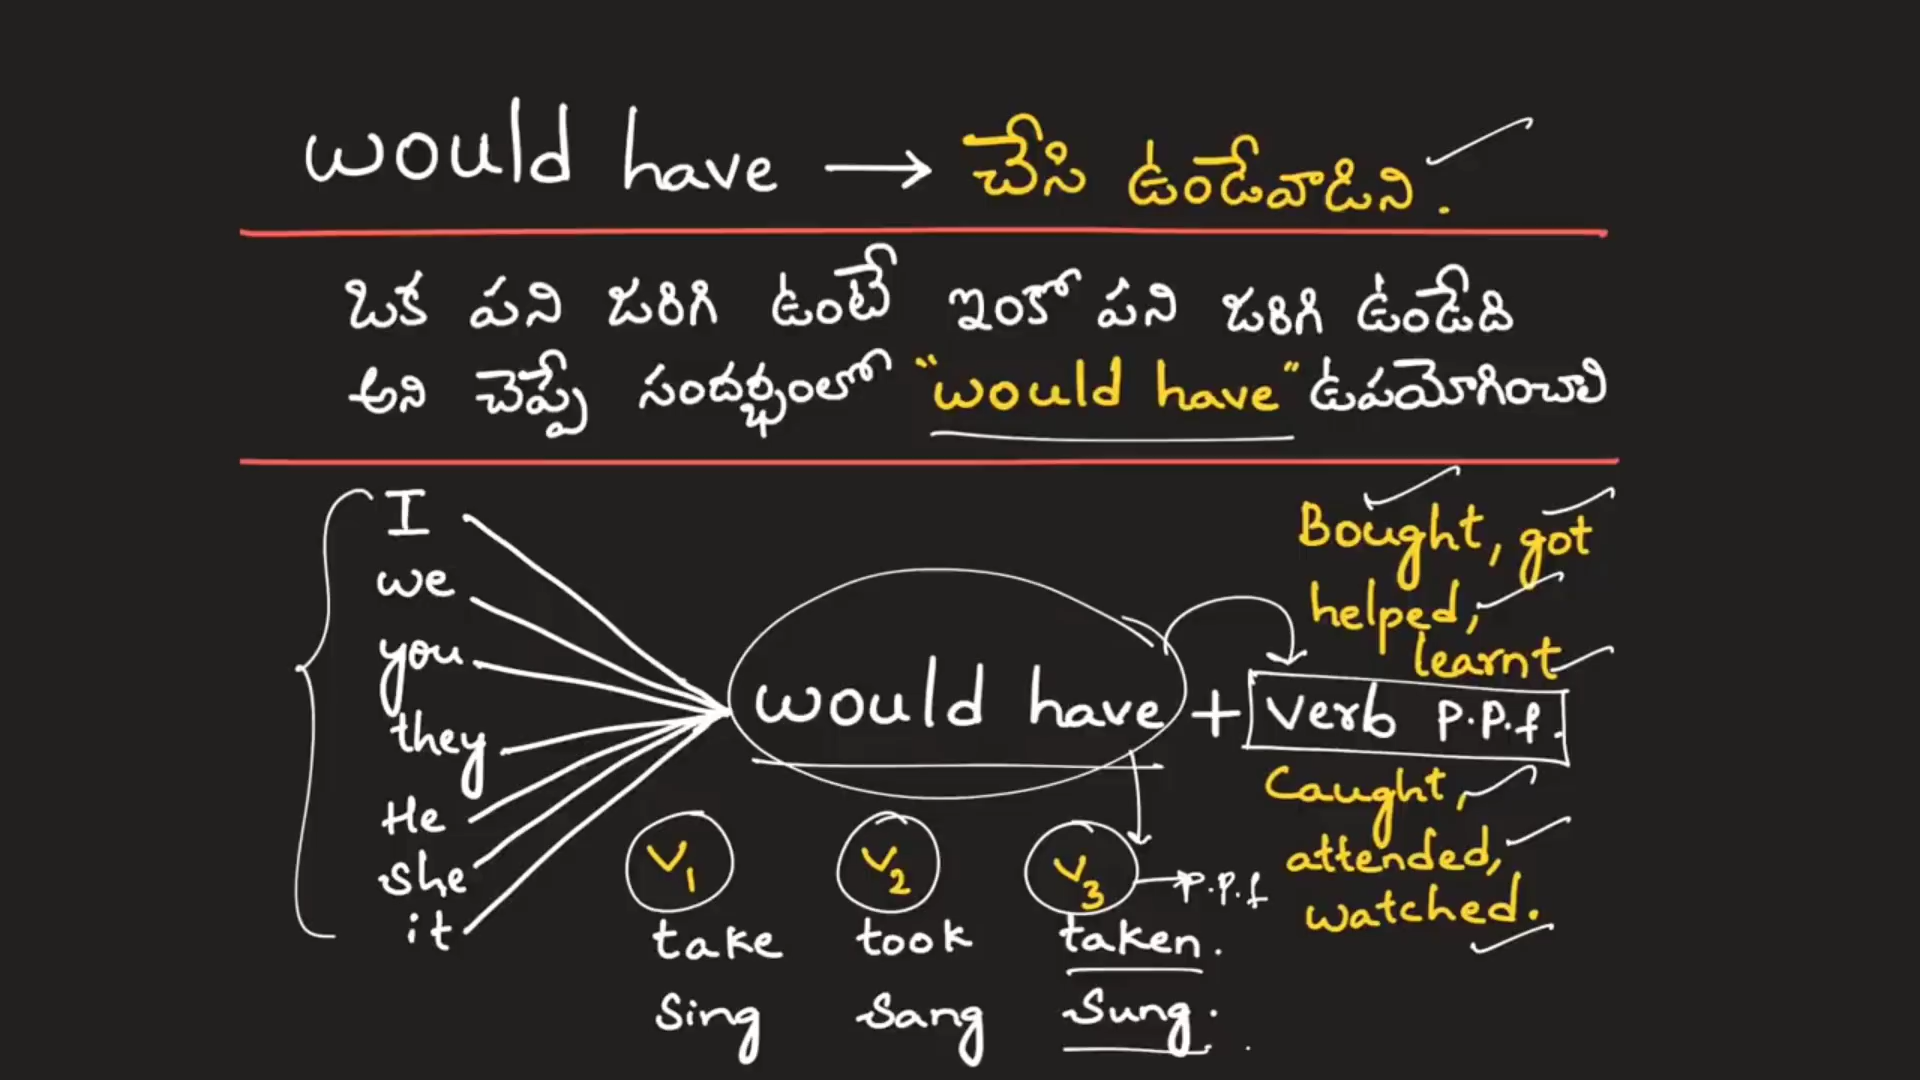 would have → చేసి ఉండేవాడిని.
ఒక పని జరిగి ఉంటే ఇంకో పని జరిగి ఉండేది
అని చెప్పే సందర్భంలో "would have" ఉపయోగించాలి
I
we
you
they
He
she
it
would have + verb p.p.f.
Bought, got
helped,
learnt
Caught,
attended,
watched.
V1 V2 V3 → p.p.f
take took taken.
Sing Sang Sung.